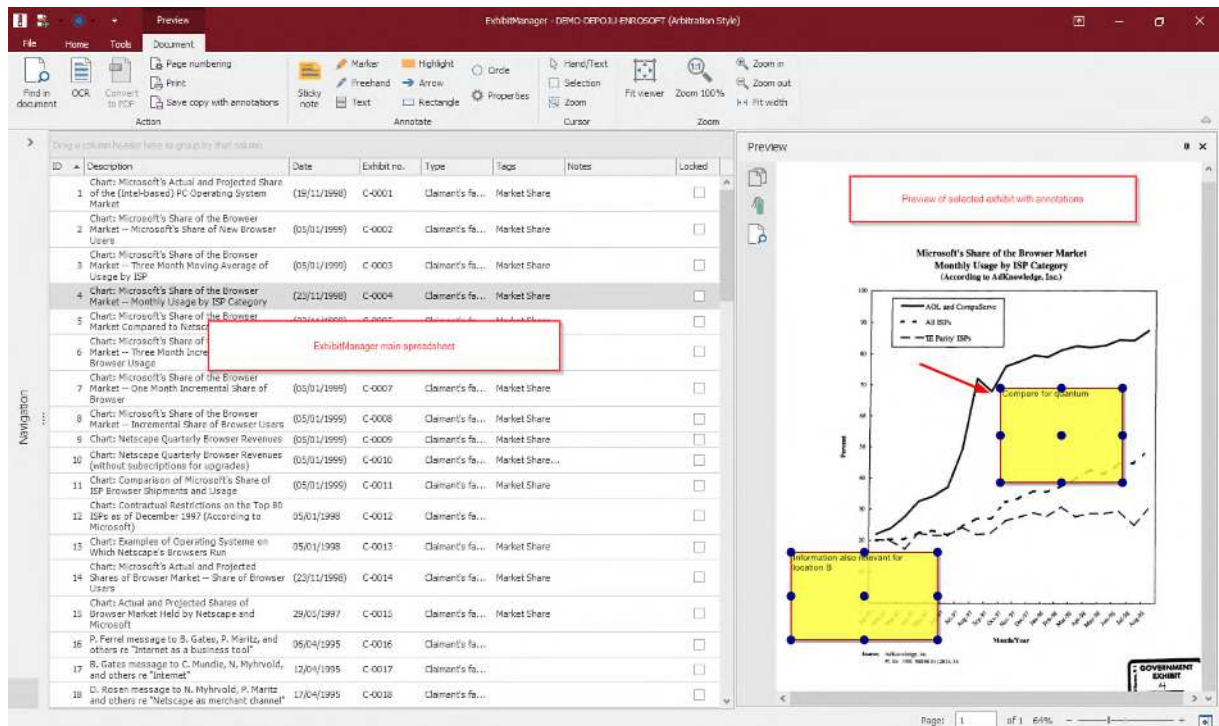 Preview
ExhibitManager - DEMO-DEPOJU-ENROSOFT (Arbitration Style)
File Home Tools Document
Find in document
OCR
Convert to PDF
Page numbering
Print
Save copy with annotations
Action
Sticky note
Marker
Freehand
Text
Highlight
Arrow
Rectangle
Circle
Properties
Annotate
Hand/Text
Selection
Zoom
Cursor
Fit viewer
Zoom 100%
Zoom in
Zoom out
Fit width
Zoom
Navigation
Drag a column header here to group by that column
ID Description Date Exhibit no. Type Tags Notes Locked
1 Chart: Microsoft's Actual and Projected Share of the (Intel-based) PC Operating System Market (19/11/1998) C-0001 Claimant's fa... Market Share
2 Chart: Microsoft's Share of the Browser Market -- Microsoft's Share of New Browser Users (05/01/1999) C-0002 Claimant's fa... Market Share
3 Chart: Microsoft's Share of the Browser Market -- Three Month Moving Average of Usage by ISP (05/01/1999) C-0003 Claimant's fa... Market Share
4 Chart: Microsoft's Share of the Browser Market -- Monthly Usage by ISP Category (23/11/1998) C-0004 Claimant's fa... Market Share
5 Chart: Microsoft's Share of the Browser Market Compared to Netsc
ExhibitManager main spreadsheet
6 Chart: Microsoft's Share of the Browser Market -- Three Month Incre Browser Usage
7 Chart: Microsoft's Share of the Browser Market -- One Month Incremental Share of Browser (05/01/1999) C-0007 Claimant's fa... Market Share
8 Chart: Microsoft's Share of the Browser Market -- Incremental Share of Browser Users (05/01/1999) C-0008 Claimant's fa... Market Share
9 Chart: Netscape Quarterly Browser Revenues (05/01/1999) C-0009 Claimant's fa... Market Share
10 Chart: Netscape Quarterly Browser Revenues (without subscriptions for upgrades) (05/01/1999) C-0010 Claimant's fa... Market Share...
11 Chart: Comparison of Microsoft's Share of ISP Browser Shipments and Usage (05/01/1999) C-0011 Claimant's fa... Market Share
12 Chart: Contractual Restrictions on the Top 80 ISPs as of December 1997 (According to Microsoft) 05/01/1998 C-0012 Claimant's fa...
13 Chart: Examples of Operating Systeme on Which Netscape's Browsers Run 05/01/1998 C-0013 Claimant's fa... Market Share
14 Chart: Microsoft's Actual and Projected Shares of Browser Market -- Share of Browser Users (23/11/1998) C-0014 Claimant's fa... Market Share
15 Chart: Actual and Projected Shares of Browser Market Held by Netscape and Microsoft 29/05/1997 C-0015 Claimant's fa... Market Share
16 P. Ferrel message to B. Gates, P. Maritz, and others re "Internet as a business tool" 06/04/1995 C-0016 Claimant's fa...
17 B. Gates message to C. Mundie, N. Myhrvold, and others re "Internet" 12/04/1995 C-0017 Claimant's fa...
18 D. Rosen message to N. Myhrvold, P. Maritz and others re "Netscape as merchant channel" 17/04/1995 C-0018 Claimant's fa...
Preview
Preview of selected exhibit with annotations
Microsoft's Share of the Browser Market
Monthly Usage by ISP Category
(According to AdKnowledge, Inc.)
AOL and CompuServe
All ISPs
IE Parity ISPs
Compare for quantum
Information also relevant for
location B
Percent
Month/Year
GOVERNMENT
EXHIBIT
Page: 1 of 1 64%